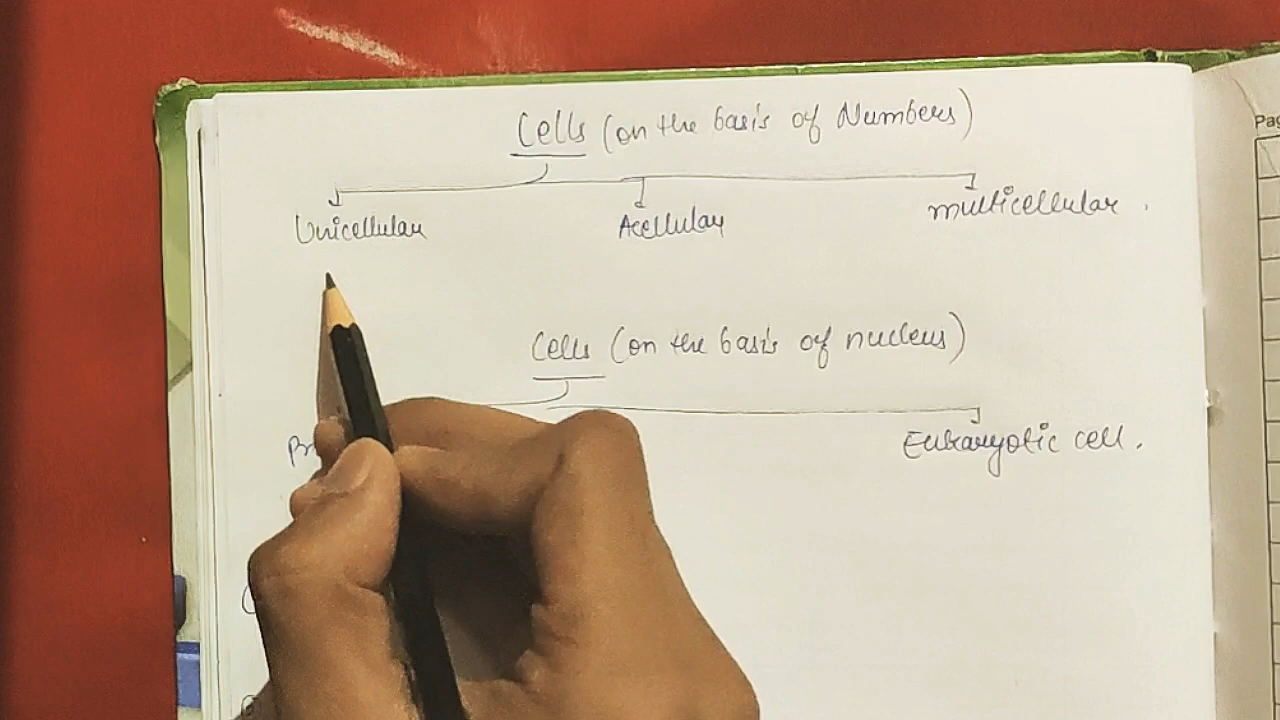 Cells (on the basis of Numbers)
Unicellular Acellular multicellular.
Cells (on the basis of nucleus)
Eukaryotic cell.